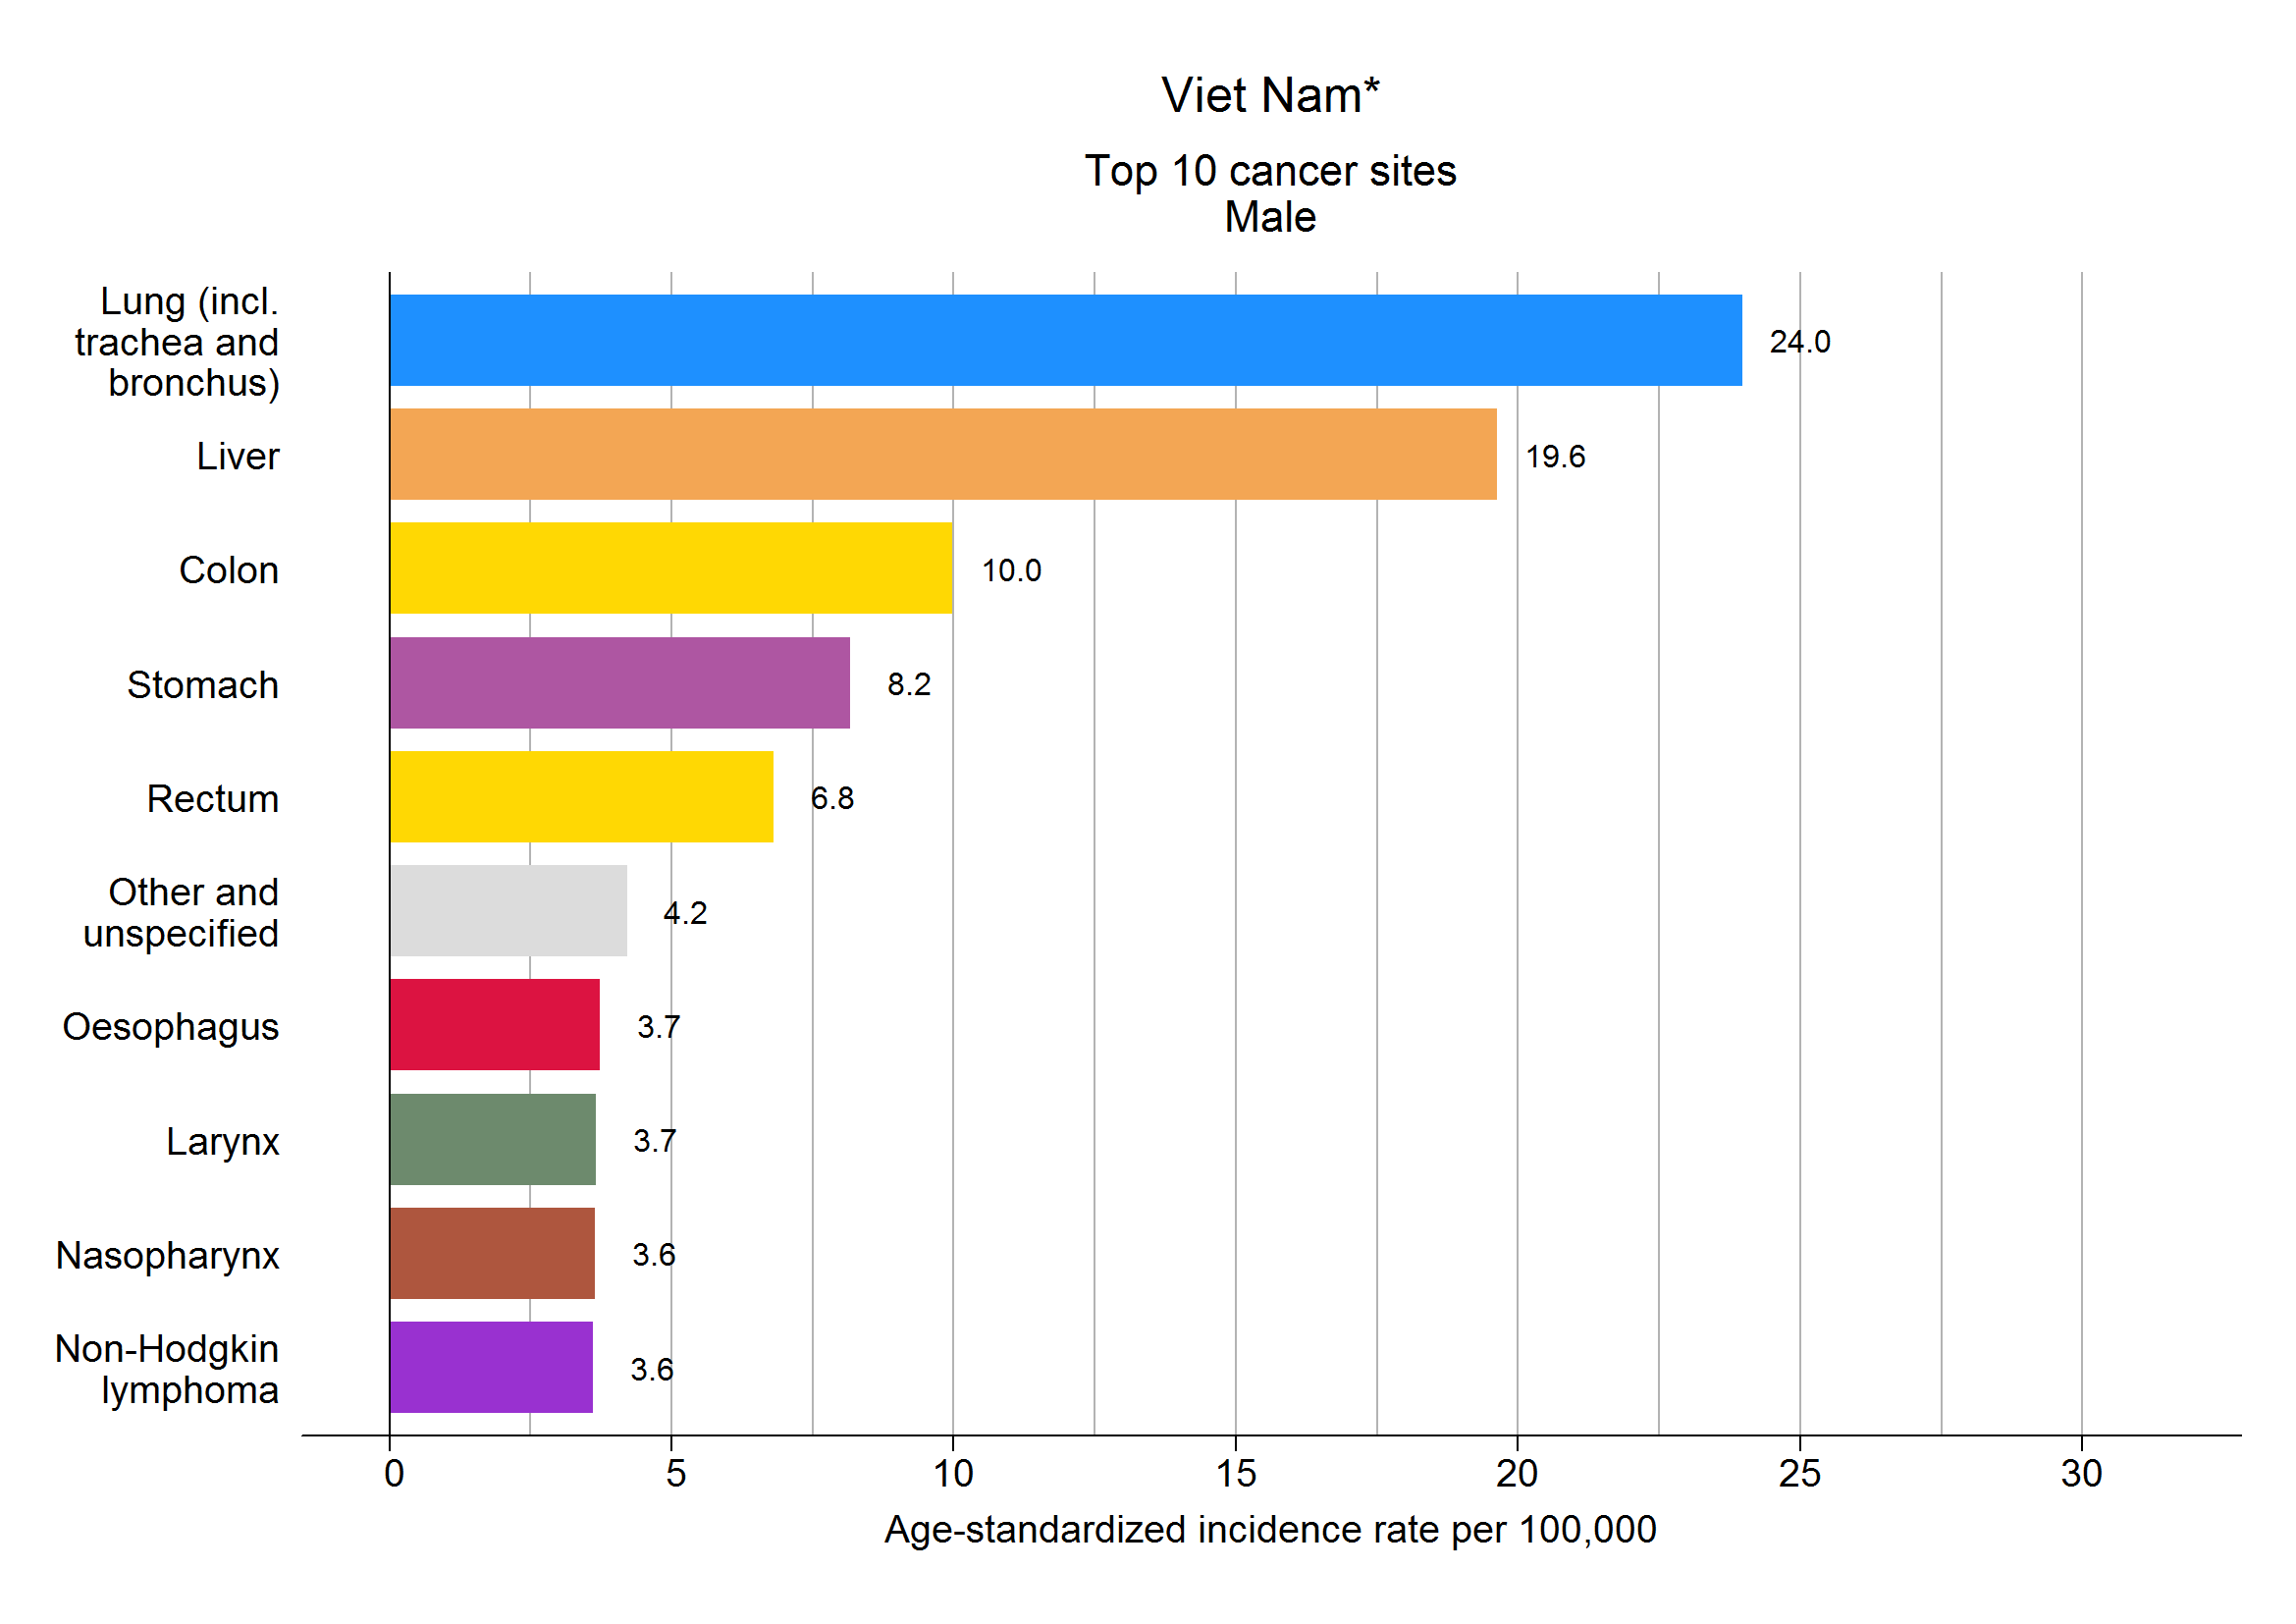 Viet Nam*
Top 10 cancer sites
Male
Lung (incl.
trachea and
bronchus)
24.0
Liver
19.6
Colon
10.0
Stomach
8.2
Rectum
6.8
Other and
unspecified
4.2
Oesophagus
3.7
Larynx
3.7
Nasopharynx
3.6
Non-Hodgkin
lymphoma
3.6
0 5 10 15 20 25 30
Age-standardized incidence rate per 100,000